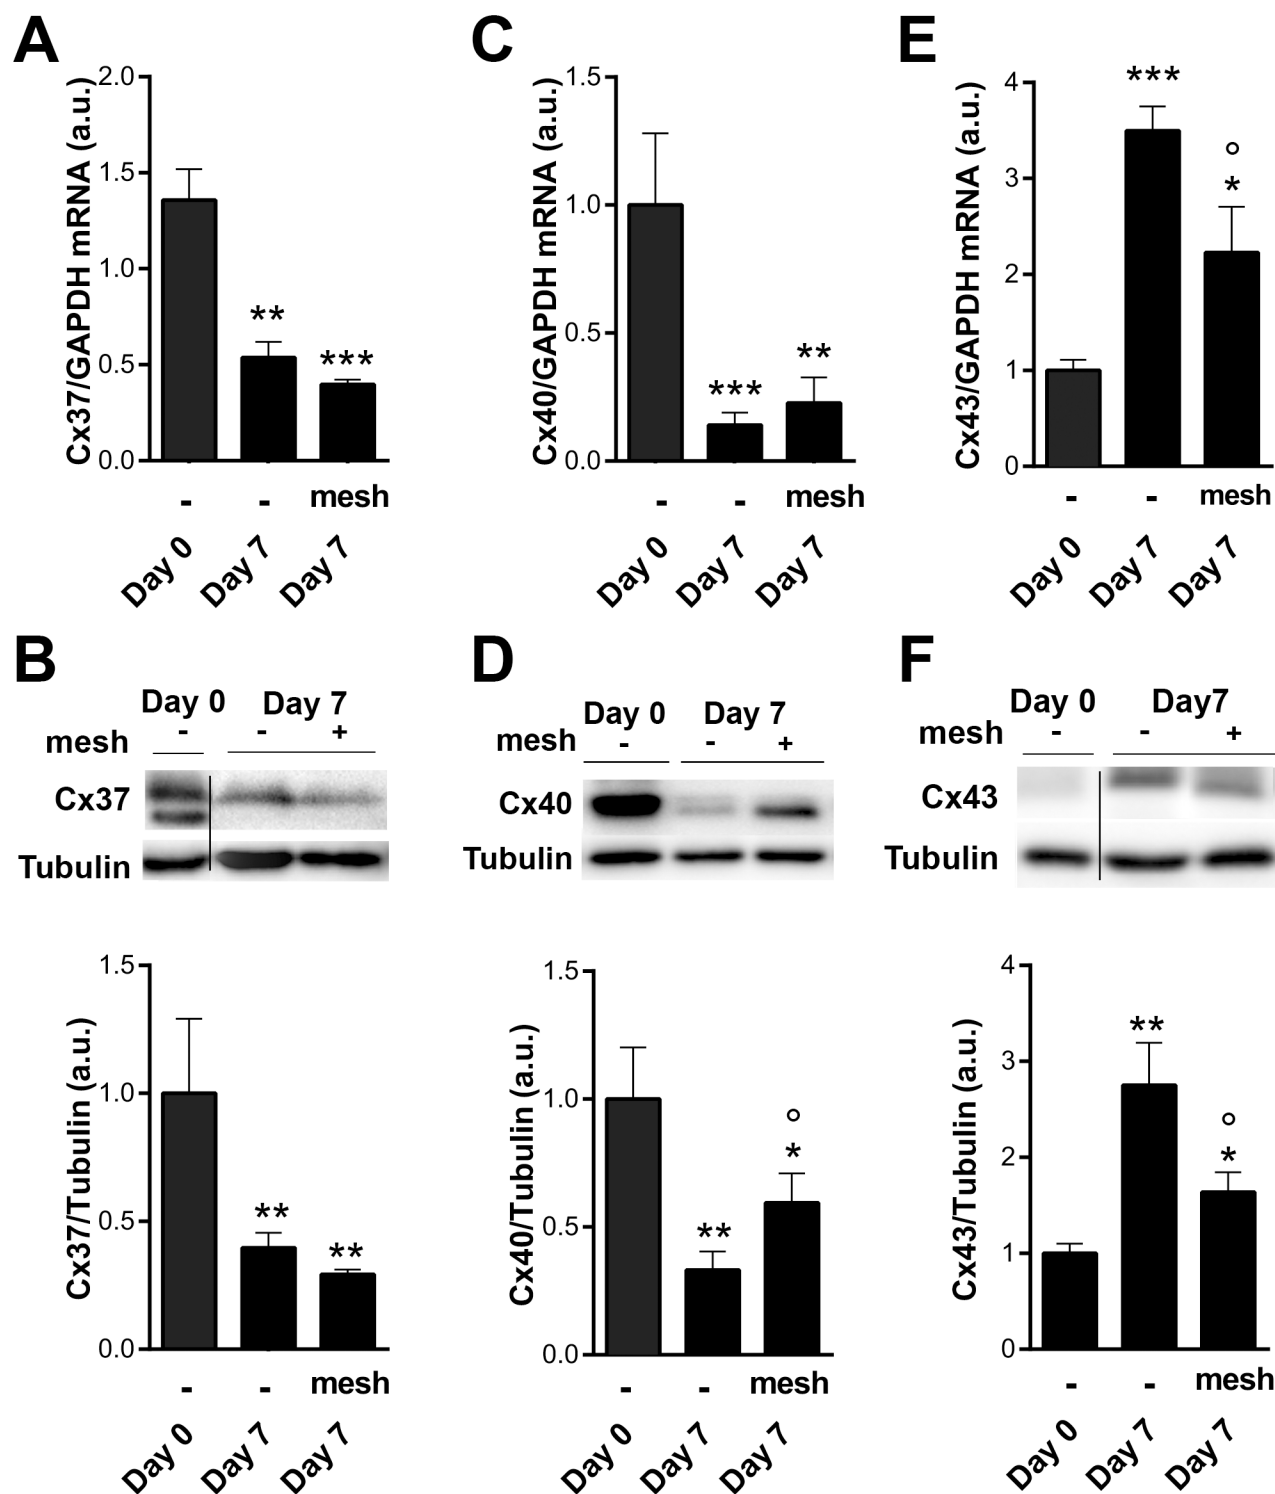 A
Cx37/GAPDH mRNA (a.u.)
2.0
1.5
1.0
0.5
0.0
**
***
- - mesh
Day 0 Day 7 Day 7
C
Cx40/GAPDH mRNA (a.u.)
1.5
1.0
0.5
0.0
***
**
- - mesh
Day 0 Day 7 Day 7
E
Cx43/GAPDH mRNA (a.u.)
4
3
2
1
0
***
°
*
- - mesh
Day 0 Day 7 Day 7
B
Day 0 Day 7
mesh - - +
Cx37
Tubulin
Cx37/Tubulin (a.u.)
1.5
1.0
0.5
0.0
**
**
- - mesh
Day 0 Day 7 Day 7
D
Day 0 Day 7
mesh - - +
Cx40
Tubulin
Cx40/Tubulin (a.u.)
1.5
1.0
0.5
0.0
**
°
*
- - mesh
Day 0 Day 7 Day 7
F
Day 0 Day7
mesh - - +
Cx43
Tubulin
Cx43/Tubulin (a.u.)
4
3
2
1
0
**
°
*
- - mesh
Day 0 Day 7 Day 7